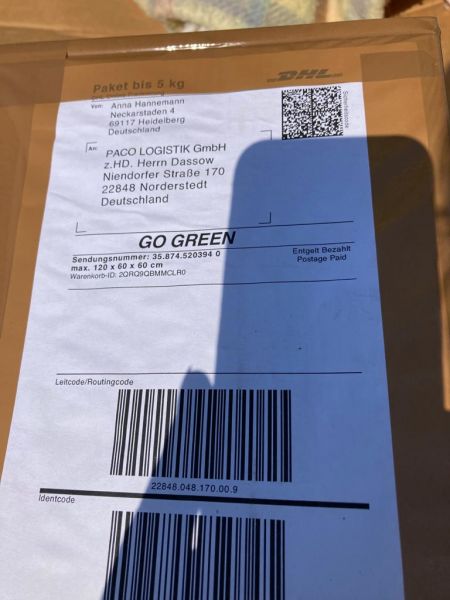 Paket bis 5 kg
DHL
Von: Anna Hannemann
Neckarstaden 4
69117 Heidelberg
Deutschland
An: PACO LOGISTIK GmbH
z.HD. Herrn Dassow
Niendorfer Straße 170
22848 Norderstedt
Deutschland
GO GREEN
Sendungsnummer: 35.874.520394 0
max. 120 x 60 x 60 cm
Warenkorb-ID: 2QRQ9QBMMCLR0
Entgelt Bezahlt
Postage Paid
Leitcode/Routingcode
22848.048.170.00.9
Identcode